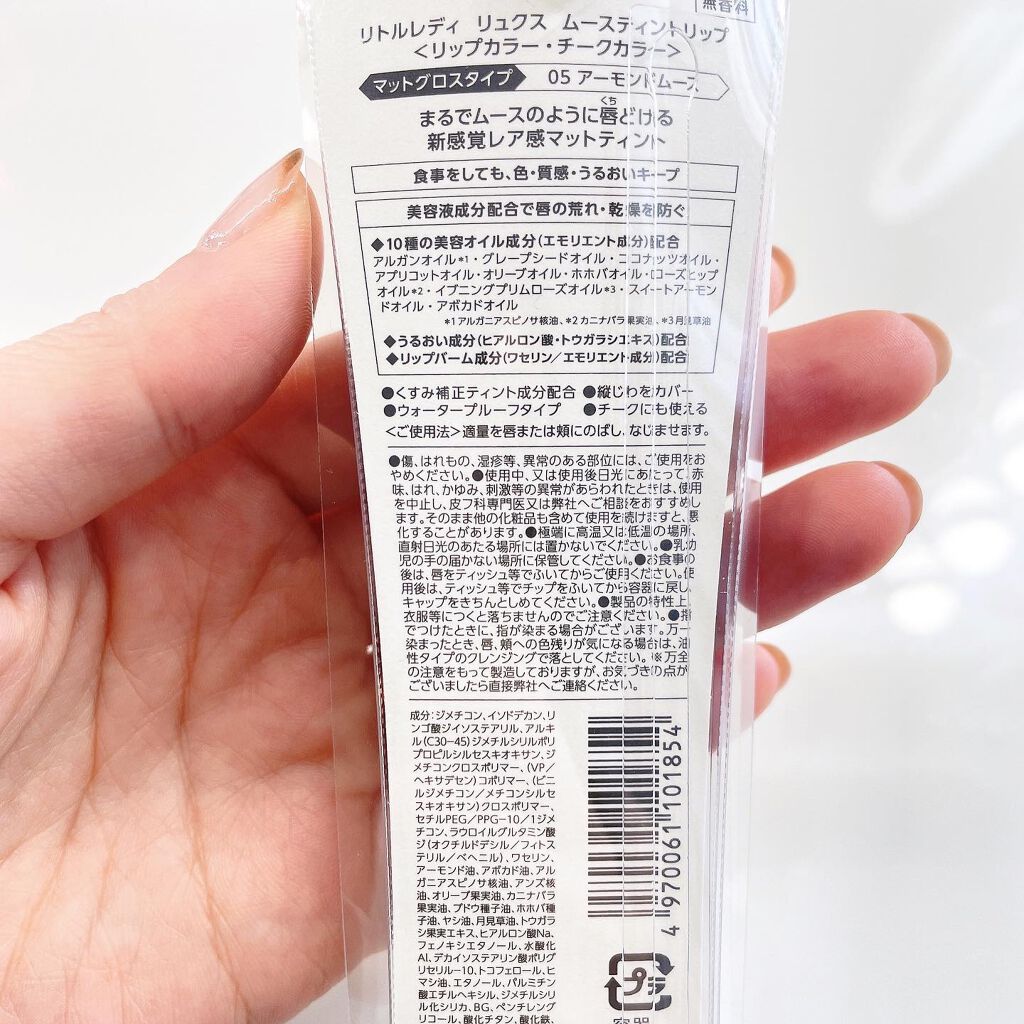 無香料
リトルレディ リュクス ムースティントリップ
<リップカラー・チークカラー>
マットグロスタイプ 05 アーモンドムース
くち
まるでムースのように唇どける
新感覚レア感マットティント
食事をしても、色・質感・うるおいキープ
美容液成分配合で唇の荒れ・乾燥を防ぐ
◆10種の美容オイル成分(エモリエント成分)配合
アルガンオイル*1・グレープシードオイル・ココナッツオイル・
アプリコットオイル・オリーブオイル・ホホバオイル・ローズヒップ
オイル*2・イブニングプリムローズオイル*3・スイートアーモン
ドオイル・アボカドオイル
*1 アルガニアスピノサ核油、*2 カニナバラ果実油、*3 月見草油
◆うるおい成分(ヒアルロン酸・トウガラシエキス)配合
◆リップバーム成分(ワセリン/エモリエント成分)配合
●くすみ補正ティント成分配合 ●縦じわをカバー
●ウォータープルーフタイプ ●チークにも使える
<ご使用法>適量を唇または頬にのばし、なじませます。
●傷、はれもの、湿疹等、異常のある部位には、ご使用をお
やめください。●使用中、又は使用後日光にあたって、赤
味、はれ、かゆみ、刺激等の異常があらわれたときは、使用
を中止し、皮フ科専門医又は弊社へご相談をおすすめし
ます。そのまま他の化粧品も含めて使用を続けますと、悪
化することがあります。●極端に高温又は低温の場所、
直射日光のあたる場所には置かないでください。●乳幼
児の手の届かない場所に保管してください。●お食事の
後は、唇をティッシュ等でふいてからご使用ください。使
用後は、ティッシュ等でチップをふいてから容器に戻し、
キャップをきちんとしめてください。●製品の特性上、
衣服等につくと落ちませんのでご注意ください。●指
でつけたときに、指が染まる場合がございます。万一
染まったとき、唇、頬への色残りが気になる場合は、油
性タイプのクレンジングで落としてください。※万全
の注意をもって製造しておりますが、お気づきの点が
ございましたら直接弊社へご連絡ください。
成分:ジメチコン、イソドデカン、リ
ンゴ酸ジイソステアリル、アルキ
ル(C30-45)ジメチルシリルポリ
プロピルシルセスキオキサン、ジ
メチコンクロスポリマー、(VP/
ヘキサデセン)コポリマー、(ビニ
ルジメチコン/メチコンシルセ
スキオキサン)クロスポリマー、
セチルPEG/PPG-10/1ジメ
チコン、ラウロイルグルタミン酸
ジ(オクチルドデシル/フィトス
テリル/ベヘニル)、ワセリン、
アーモンド油、アボカド油、アル
ガニアスピノサ核油、アンズ核
油、オリーブ果実油、カニナバラ
果実油、ブドウ種子油、ホホバ種
子油、ヤシ油、月見草油、トウガラ
シ果実エキス、ヒアルロン酸Na、
フェノキシエタノール、水酸化
Al、デカイソステアリン酸ポリグ
リセリル-10、トコフェロール、ヒ
マシ油、エタノール、パルミチン
酸エチルヘキシル、ジメチルシリ
ル化シリカ、BG、ペンチレング
リコール、酸化チタン、酸化鉄、
4970061101854
プラ